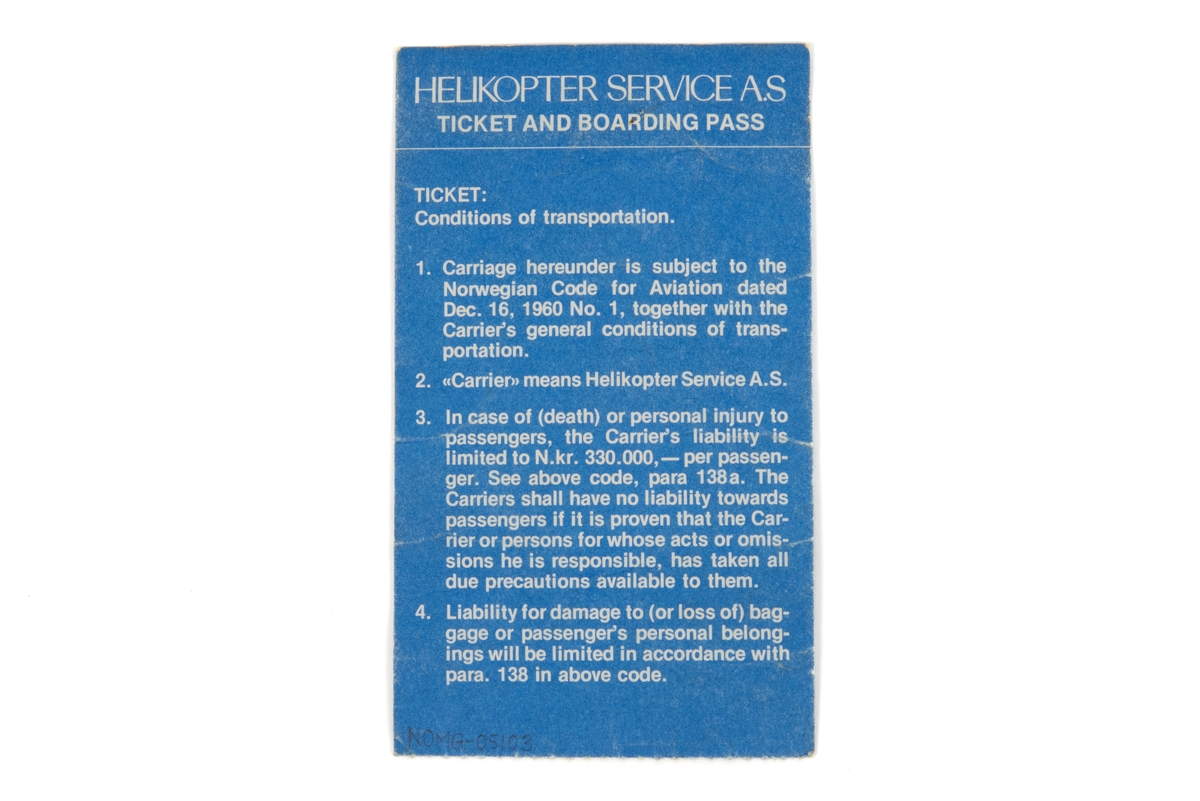 HELIKOPTER SERVICE A.S
TICKET AND BOARDING PASS
TICKET:
Conditions of transportation.
1. Carriage hereunder is subject to the
Norwegian Code for Aviation dated
Dec. 16, 1960 No. 1, together with the
Carrier's general conditions of trans-
portation.
2. «Carrier» means Helikopter Service A.S.
3. In case of (death) or personal injury to
passengers, the Carrier's liability is
limited to N.kr. 330.000,— per passen-
ger. See above code, para 138a. The
Carriers shall have no liability towards
passengers if it is proven that the Car-
rier or persons for whose acts or omis-
sions he is responsible, has taken all
due precautions available to them.
4. Liability for damage to (or loss of) bag-
gage or passenger's personal belong-
ings will be limited in accordance with
para. 138 in above code.
NOMG-05103